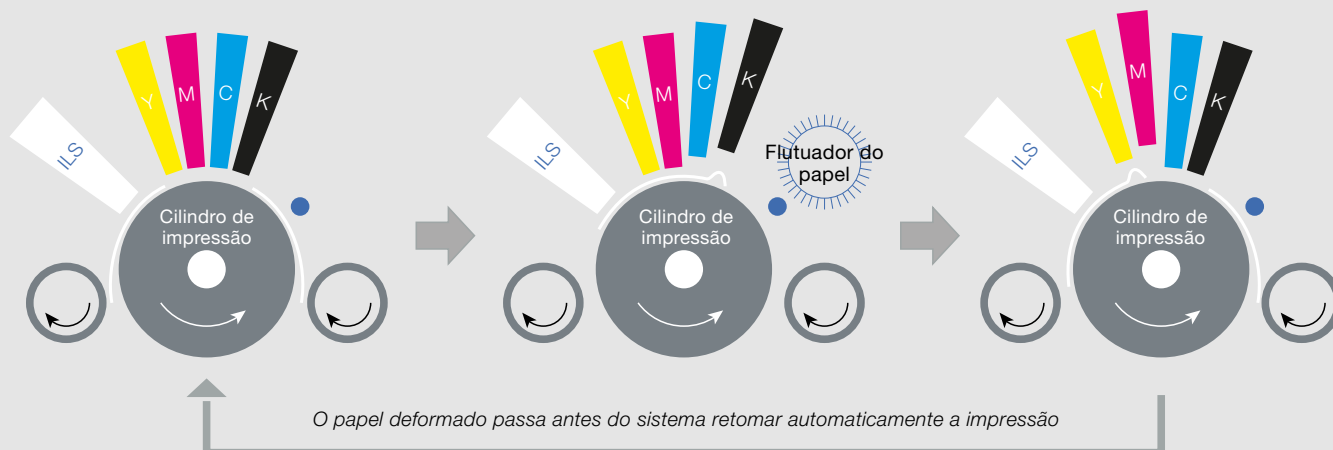 ILS
Y
M
C
K
Cilindro de
impressão
ILS
Y
M
C
K
Flutuador do
papel
Cilindro de
impressão
ILS
Y
M
C
K
Cilindro de
impressão
O papel deformado passa antes do sistema retomar automaticamente a impressão